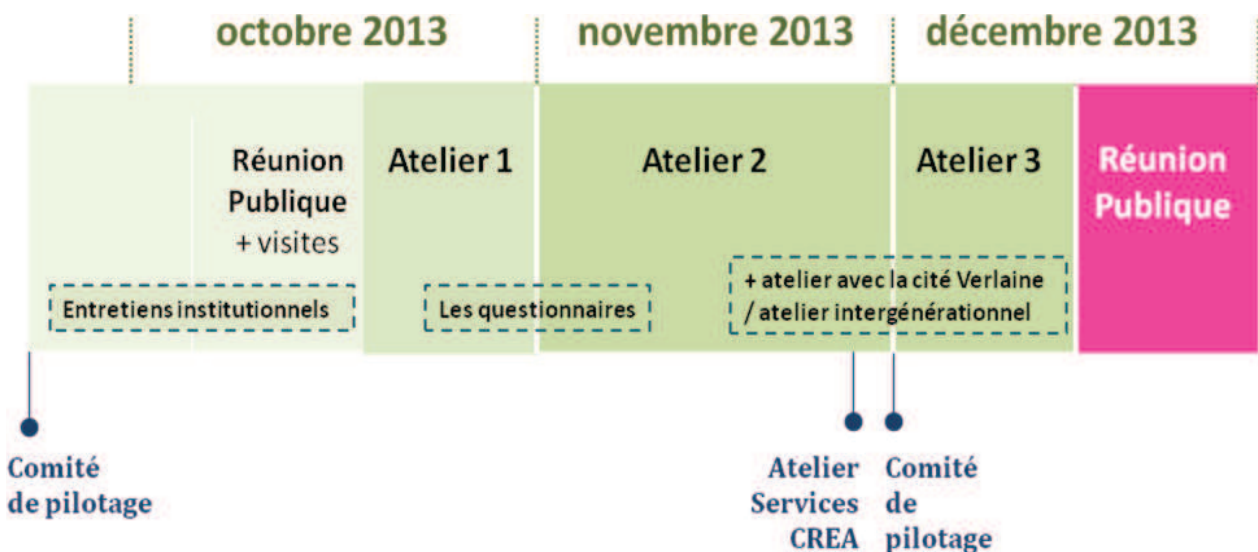 octobre 2013
novembre 2013
décembre 2013
Réunion
Publique
+ visites
Atelier 1
Atelier 2
Atelier 3
Réunion
Publique
Entretiens institutionnels
Les questionnaires
+ atelier avec la cité Verlaine
/ atelier intergénérationnel
Comité
de pilotage
Atelier
Services
CREA
Comité
de
pilotage